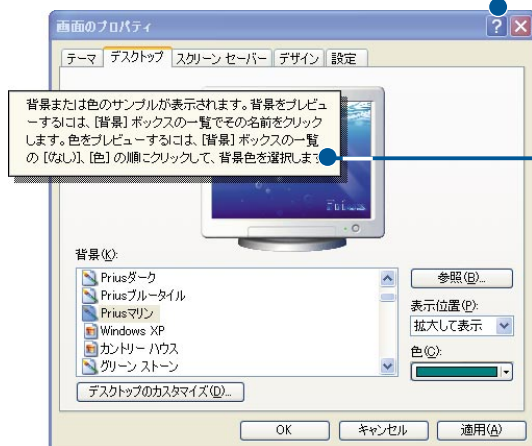 画面のプロパティ
テーマ デスクトップ スクリーン セーバー デザイン 設定
背景または色のサンプルが表示されます。背景をプレビュ
ーするには、[背景] ボックスの一覧でその名前をクリック
します。色をプレビューするには、[背景] ボックスの一覧
の [(なし)]、[色] の順にクリックして、背景色を選択します
Prius
背景(K):
Priusダーク
Priusブルータイル
Priusマリン
Windows XP
カントリー ハウス
グリーン ストーン
参照(B)...
表示位置(P):
拡大して表示
色(C):
デスクトップのカスタマイズ(D)...
OK キャンセル 適用(A)